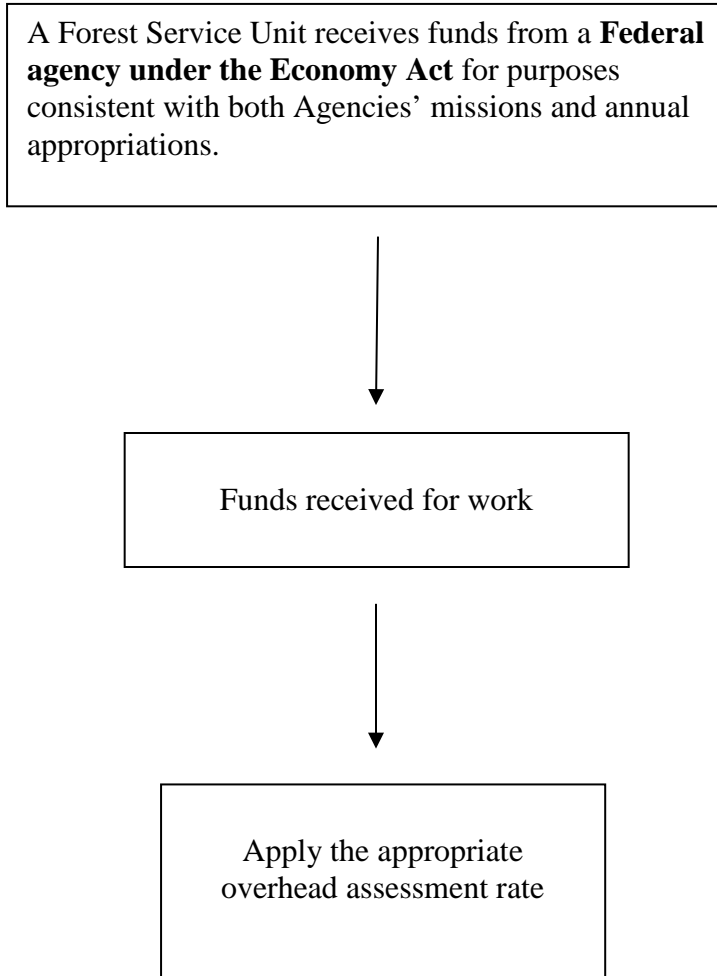 A Forest Service Unit receives funds from a Federal
agency under the Economy Act for purposes
consistent with both Agencies’ missions and annual
appropriations.
Funds received for work
Apply the appropriate
overhead assessment rate